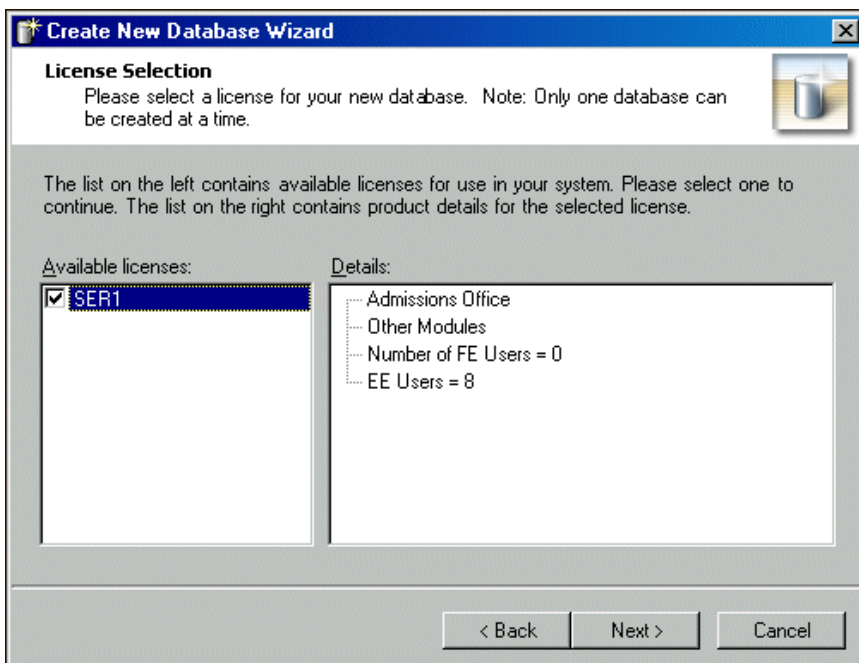 Create New Database Wizard
License Selection
Please select a license for your new database. Note: Only one database can
be created at a time.
The list on the left contains available licenses for use in your system. Please select one to
continue. The list on the right contains product details for the selected license.
Available licenses:
Details:
SER1
Admissions Office
Other Modules
Number of FE Users = 0
EE Users = 8
< Back
Next >
Cancel